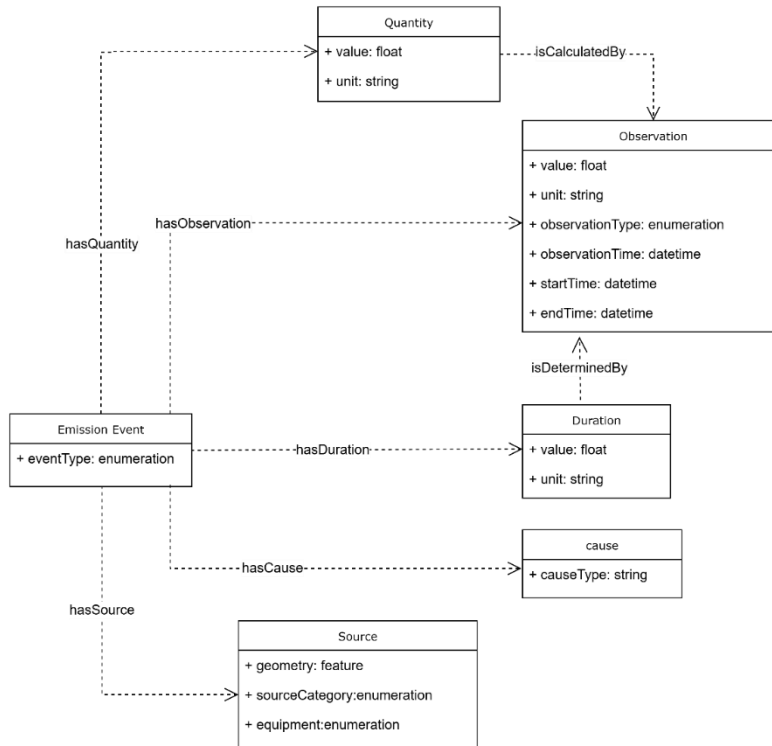 Quantity
+ value: float
+ unit: string
isCalculatedBy
Observation
+ value: float
+ unit: string
+ observationType: enumeration
+ observationTime: datetime
+ startTime: datetime
+ endTime: datetime
hasObservation
hasQuantity
isDeterminedBy
Emission Event
+ eventType: enumeration
hasDuration
Duration
+ value: float
+ unit: string
hasCause
cause
+ causeType: string
hasSource
Source
+ geometry: feature
+ sourceCategory:enumeration
+ equipment:enumeration